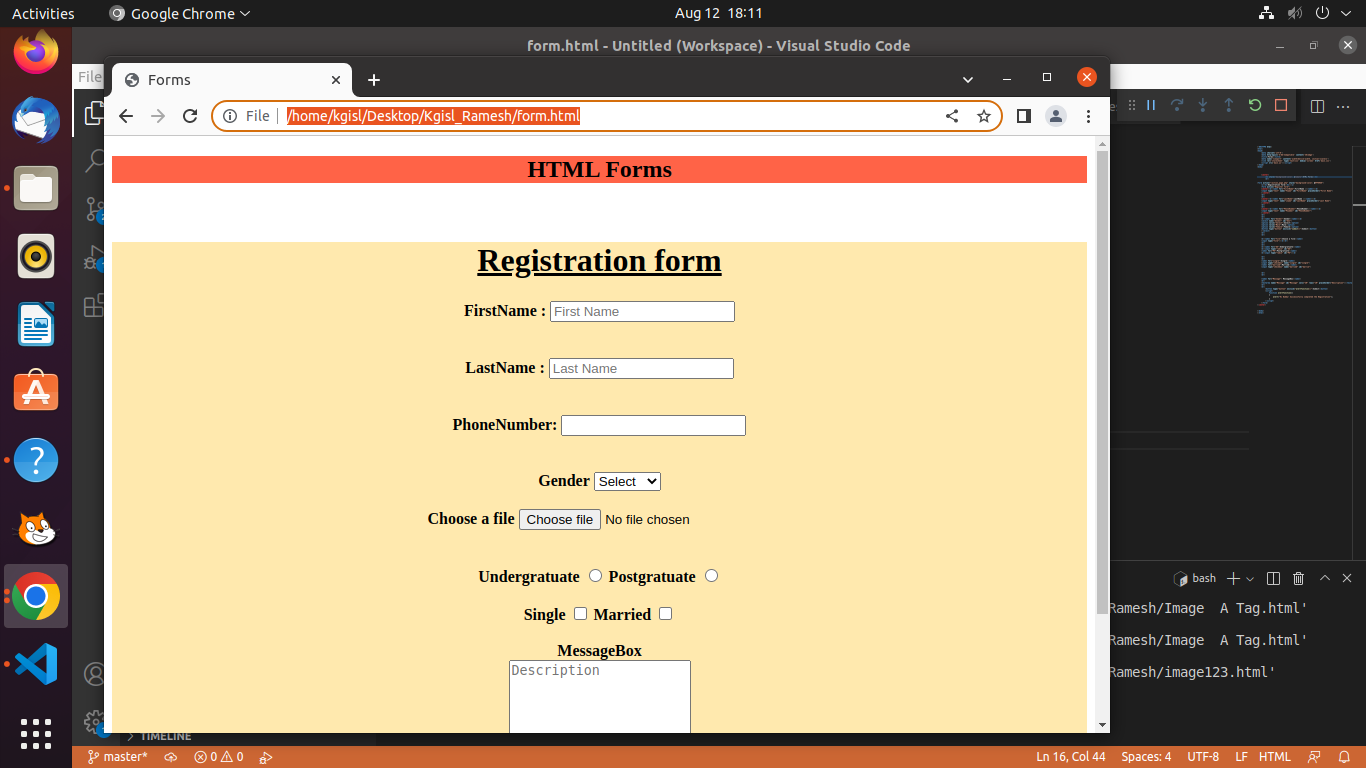 Activities Google Chrome Aug 12 18:11
form.html - Untitled (Workspace) - Visual Studio Code
File
Forms
File /home/kgisl/Desktop/Kgisl_Ramesh/form.html
HTML Forms
Registration form
FirstName : First Name
LastName : Last Name
PhoneNumber:
Gender Select
Choose a file Choose file No file chosen
Undergratuate Postgratuate
Single Married
MessageBox
Description
bash
Ramesh/Image A Tag.html'
Ramesh/Image A Tag.html'
Ramesh/image123.html'
TIMELINE
master* 0 0 Ln 16, Col 44 Spaces: 4 UTF-8 LF HTML